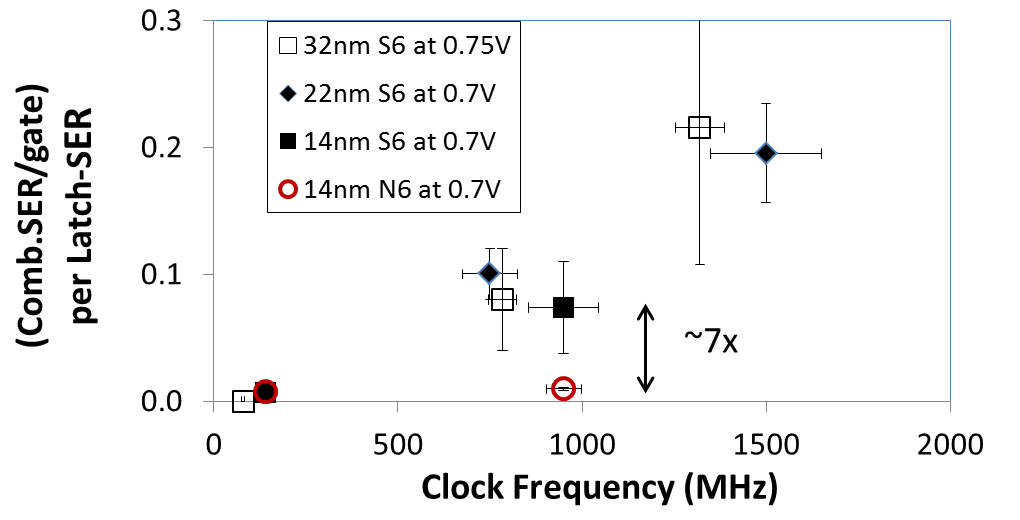 (Comb.SER/gate)
per Latch-SER
0.3
0.2
0.1
0.0
32nm S6 at 0.75V
22nm S6 at 0.7V
14nm S6 at 0.7V
14nm N6 at 0.7V
~7x
0
500
1000
1500
2000
Clock Frequency (MHz)